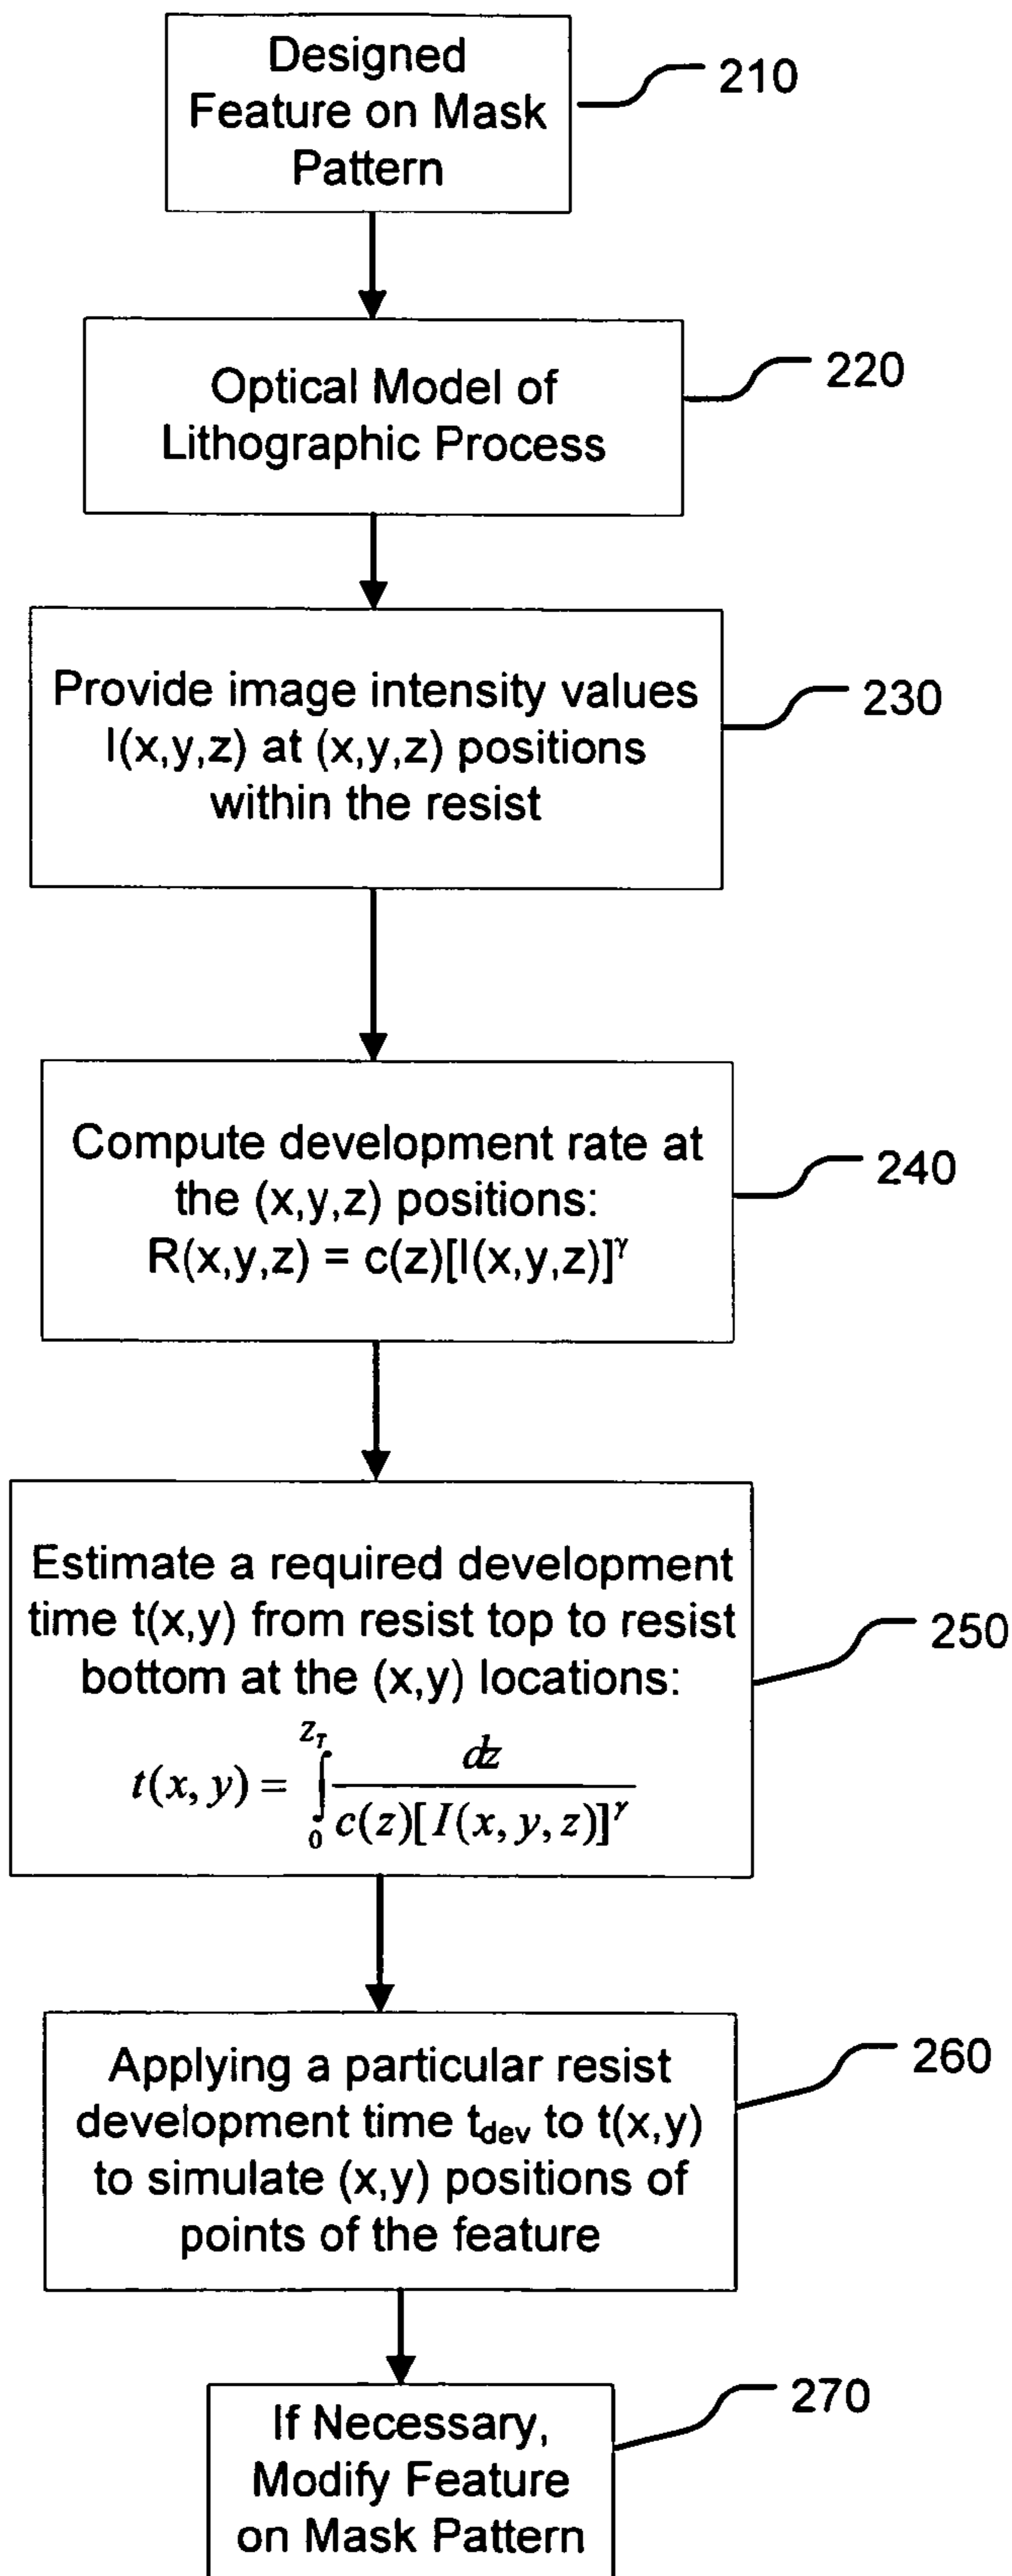 Designed
Feature on Mask
Pattern
210
Optical Model of
Lithographic Process
220
Provide image intensity values
I(x,y,z) at (x,y,z) positions
within the resist
230
Compute development rate at
the (x,y,z) positions:
R(x,y,z) = c(z)[I(x,y,z)]^γ
240
Estimate a required development
time t(x,y) from resist top to resist
bottom at the (x,y) locations:
t(x, y) = ∫₀^{z_T} dz / c(z)[I(x, y, z)]^γ
250
Applying a particular resist
development time t_dev to t(x,y)
to simulate (x,y) positions of
points of the feature
260
If Necessary,
Modify Feature
on Mask Pattern
270